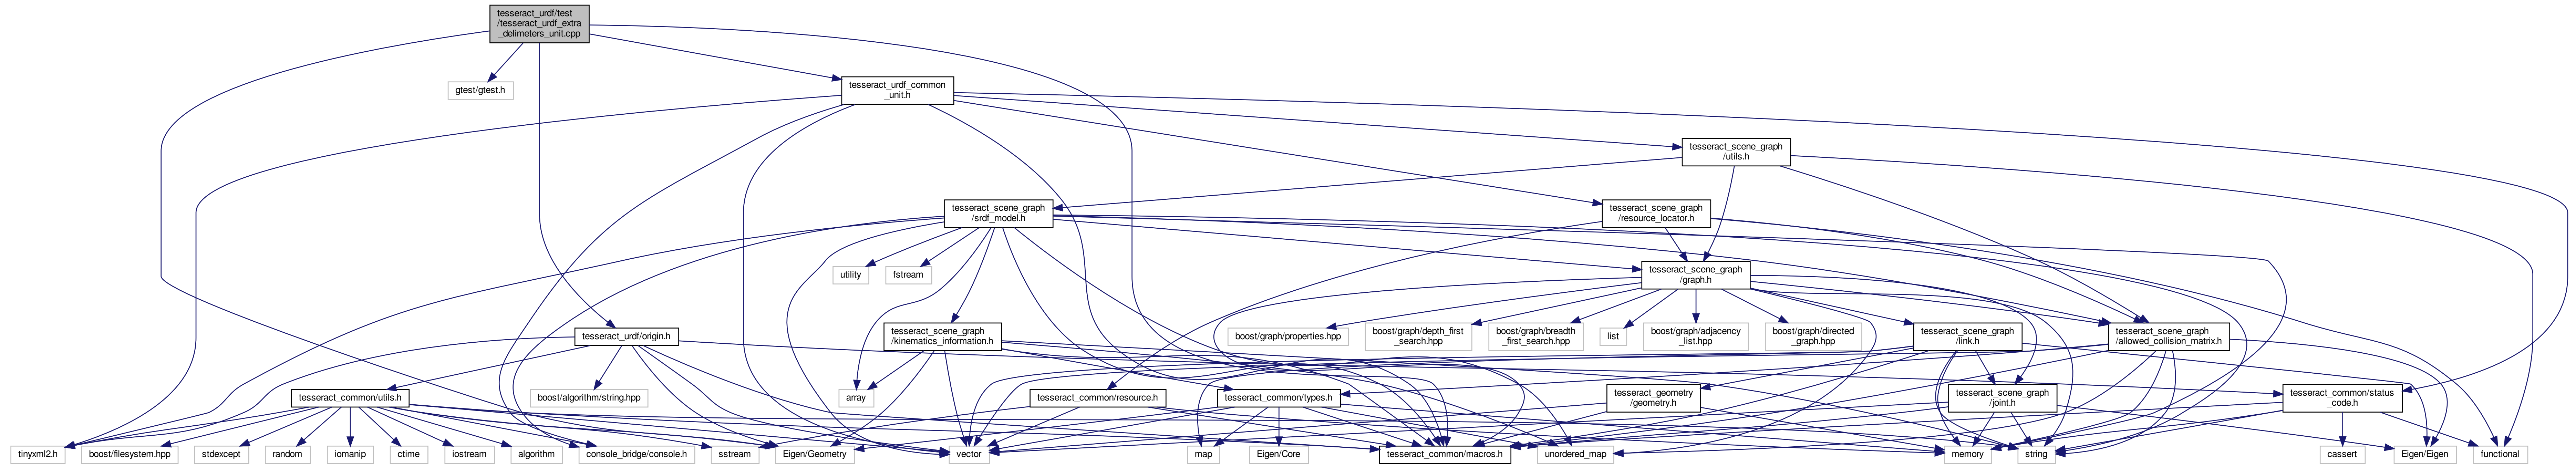 tesseract_urdf/test
/tesseract_urdf_extra
_delimeters_unit.cpp
gtest/gtest.h
tesseract_urdf_common
_unit.h
tesseract_scene_graph
/utils.h
tesseract_scene_graph
/srdf_model.h
tesseract_scene_graph
/resource_locator.h
utility
fstream
tesseract_scene_graph
/graph.h
tesseract_urdf/origin.h
tesseract_scene_graph
/kinematics_information.h
boost/graph/properties.hpp
boost/graph/depth_first
_search.hpp
boost/graph/breadth
_first_search.hpp
list
boost/graph/adjacency
_list.hpp
boost/graph/directed
_graph.hpp
tesseract_scene_graph
/link.h
tesseract_scene_graph
/allowed_collision_matrix.h
tesseract_common/utils.h
boost/algorithm/string.hpp
array
tesseract_common/resource.h
tesseract_common/types.h
tesseract_geometry
/geometry.h
tesseract_scene_graph
/joint.h
tesseract_common/status
_code.h
tinyxml2.h
boost/filesystem.hpp
stdexcept
random
iomanip
ctime
iostream
algorithm
console_bridge/console.h
sstream
Eigen/Geometry
vector
map
Eigen/Core
tesseract_common/macros.h
unordered_map
memory
string
cassert
Eigen/Eigen
functional